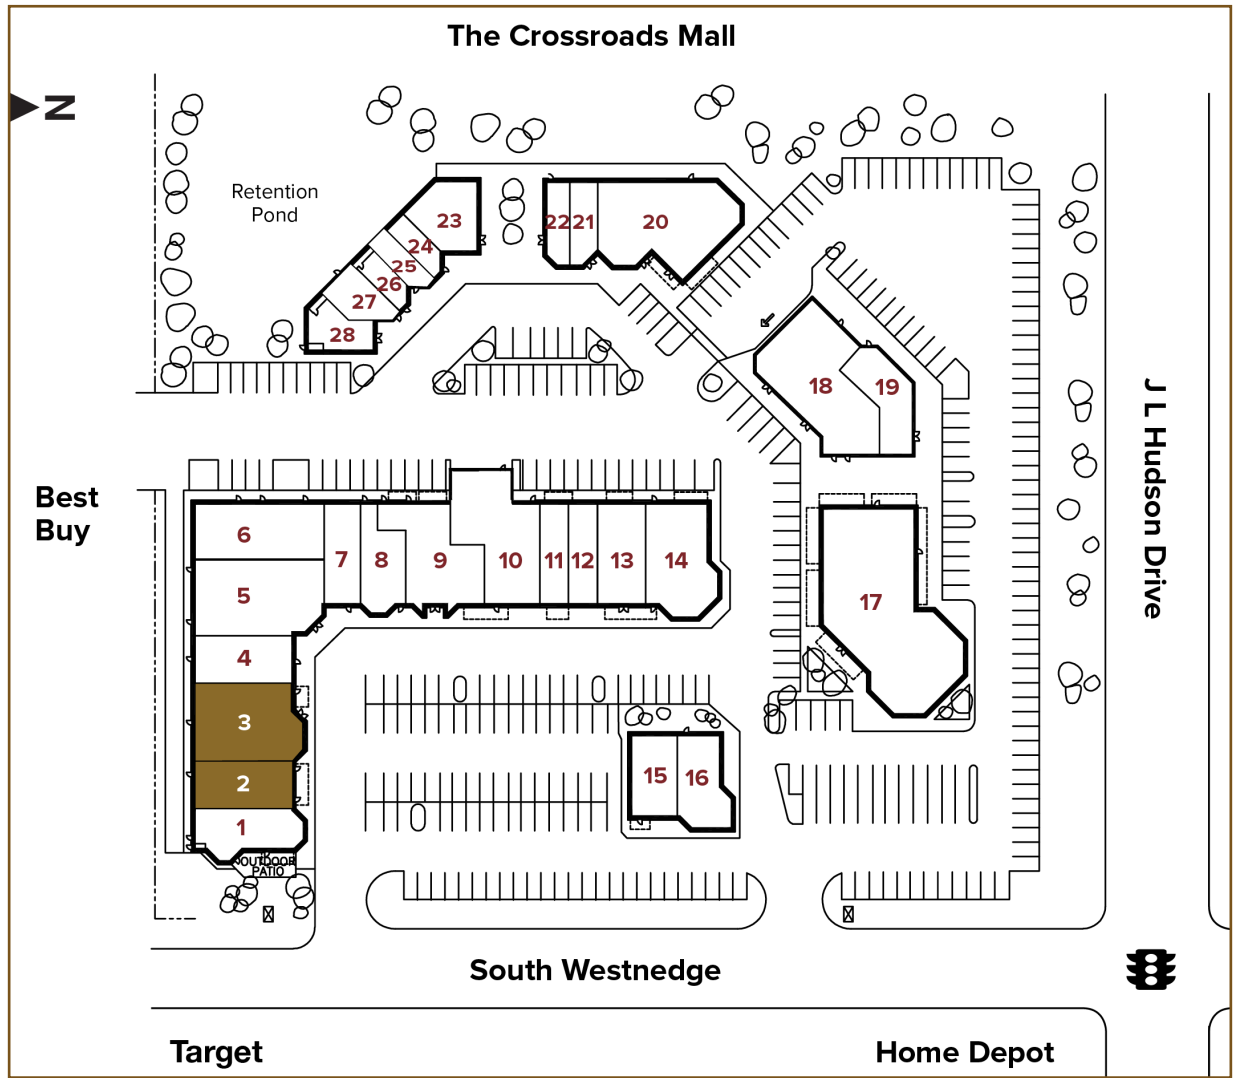 The Crossroads Mall
N
Retention
Pond
23
22
21
20
24
25
26
27
28
18
19
J L Hudson Drive
Best
Buy
6
7
8
9
10
11
12
13
14
5
17
4
3
15
16
2
1
OUTDOOR
PATIO
South Westnedge
Target
Home Depot